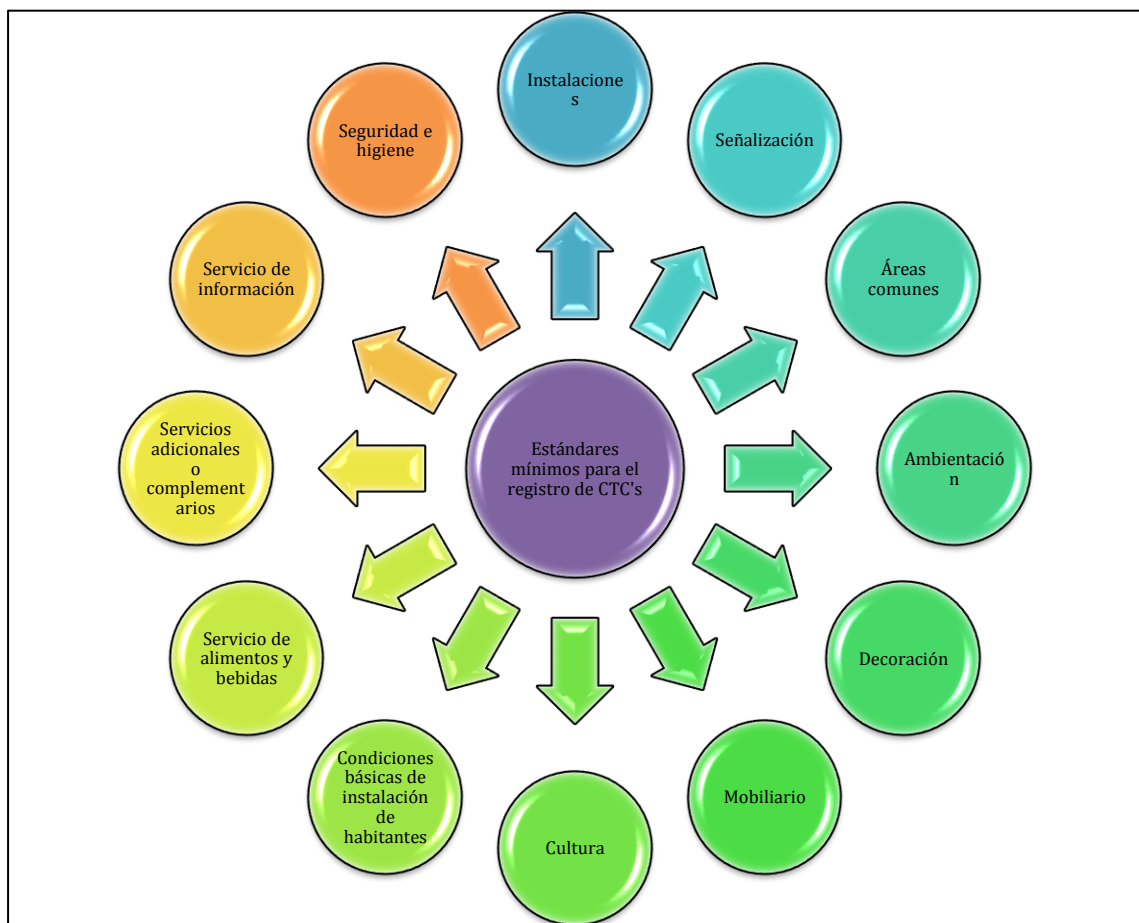 Instalacione
s
Señalización
Áreas
comunes
Ambientació
n
Decoración
Mobiliario
Cultura
Condiciones
básicas de
instalación
de
habitantes
Servicio de
alimentos y
bebidas
Servicios
adicionales
o
complement
arios
Servicio de
información
Seguridad e
higiene
Estándares
mínimos para el
registro de CTC's